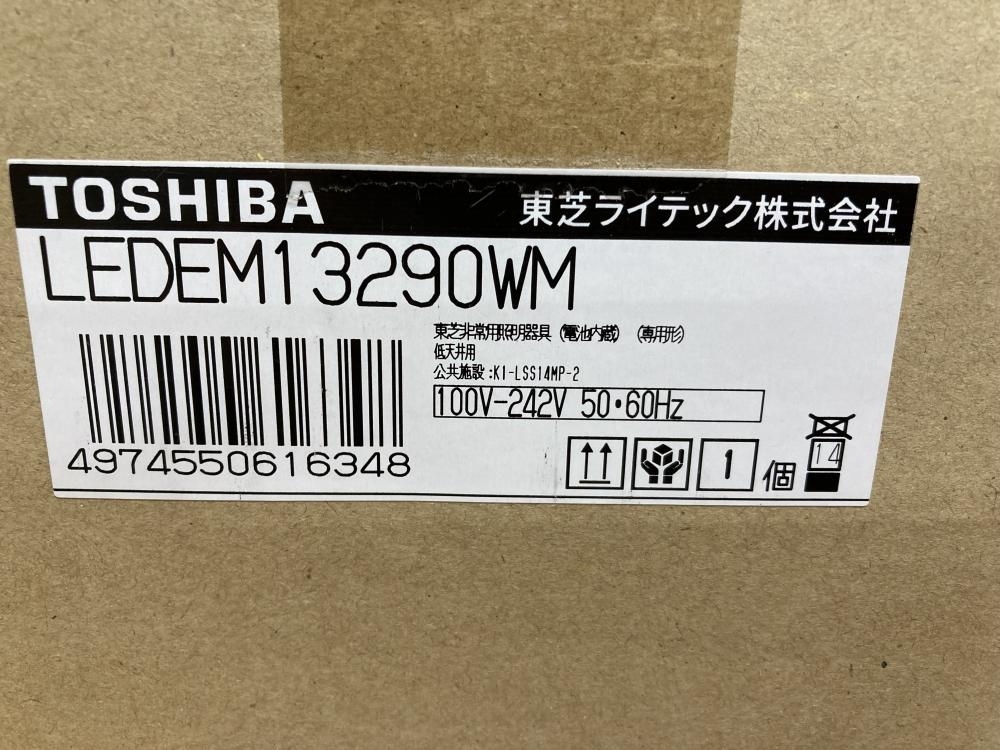 TOSHIBA 東芝ライテック株式会社
LEDEM13290WM
東芝非常用照明器具(電池内蔵)(専用形)
低天井用
公共施設:K1-LSS14MP-2
100V-242V 50・60Hz
4974550616348
1 個 14